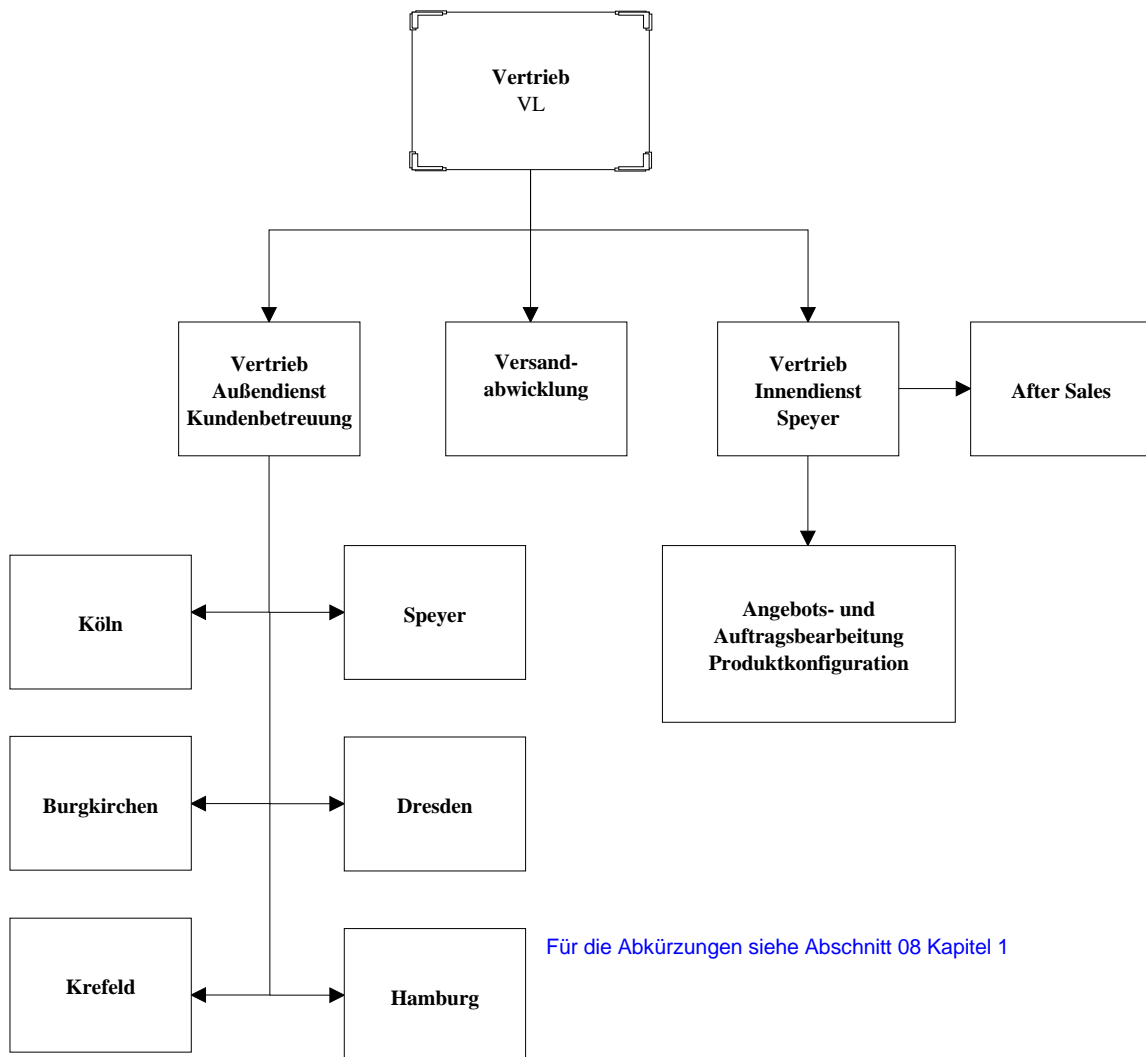 Vertrieb
VL
Vertrieb
Außendienst
Kundenbetreuung
Versand-
abwicklung
Vertrieb
Innendienst
Speyer
After Sales
Köln
Speyer
Angebots- und
Auftragsbearbeitung
Produktkonfiguration
Burgkirchen
Dresden
Krefeld
Hamburg
Für die Abkürzungen siehe Abschnitt 08 Kapitel 1